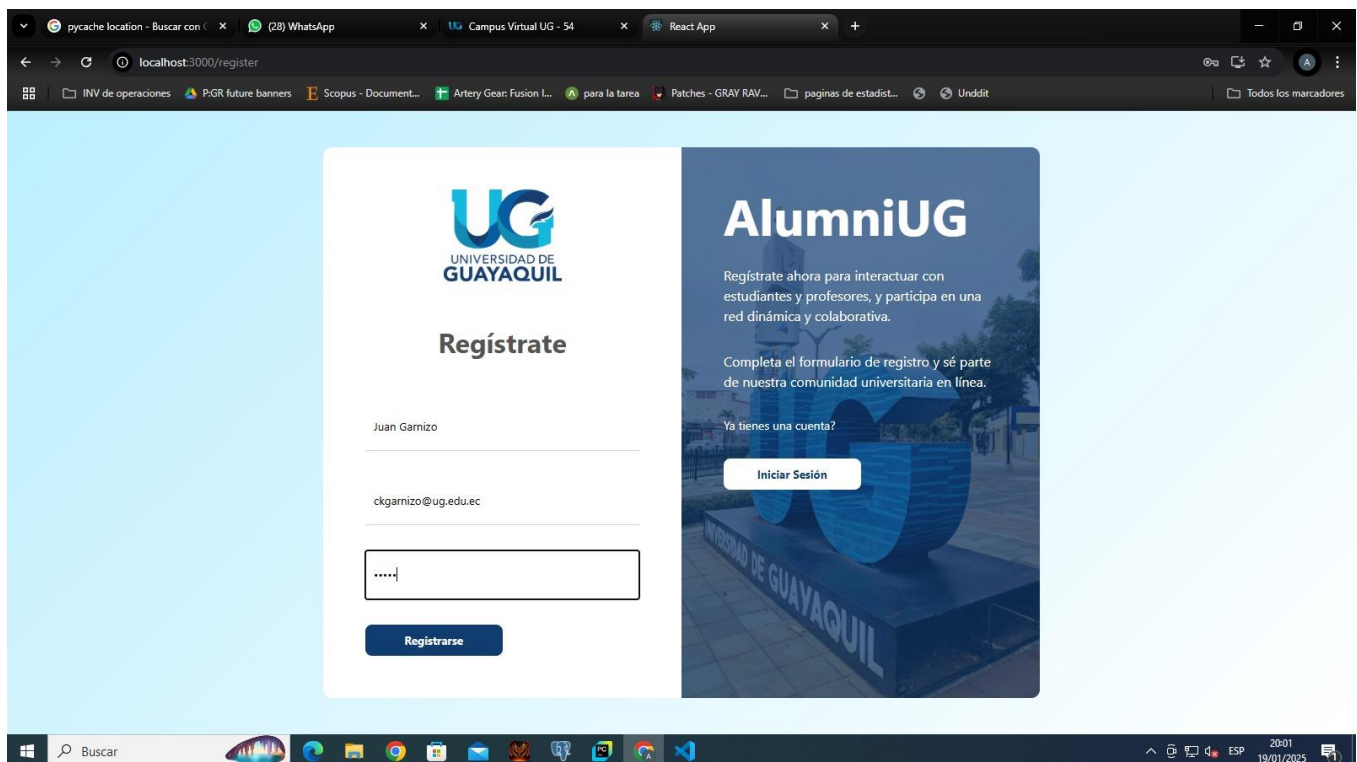 pycache location - Buscar con G
(28) WhatsApp
UG Campus Virtual UG - 54
React App
localhost:3000/register
INV de operaciones
P:GR future banners
Scopus - Document...
Artery Gear: Fusion I...
para la tarea
Patches - GRAY RAV...
paginas de estadist...
Unddit
Todos los marcadores
A
UG
UNIVERSIDAD DE
GUAYAQUIL
Regístrate
Juan Garnizo
ckgarnizo@ug.edu.ec
•••••
Registrarse
AlumniUG
Regístrate ahora para interactuar con
estudiantes y profesores, y participa en una
red dinámica y colaborativa.
Completa el formulario de registro y sé parte
de nuestra comunidad universitaria en línea.
Ya tienes una cuenta?
Iniciar Sesión
UG
UNIVERSIDAD DE GUAYAQUIL
Buscar
ESP
20:01
19/01/2025